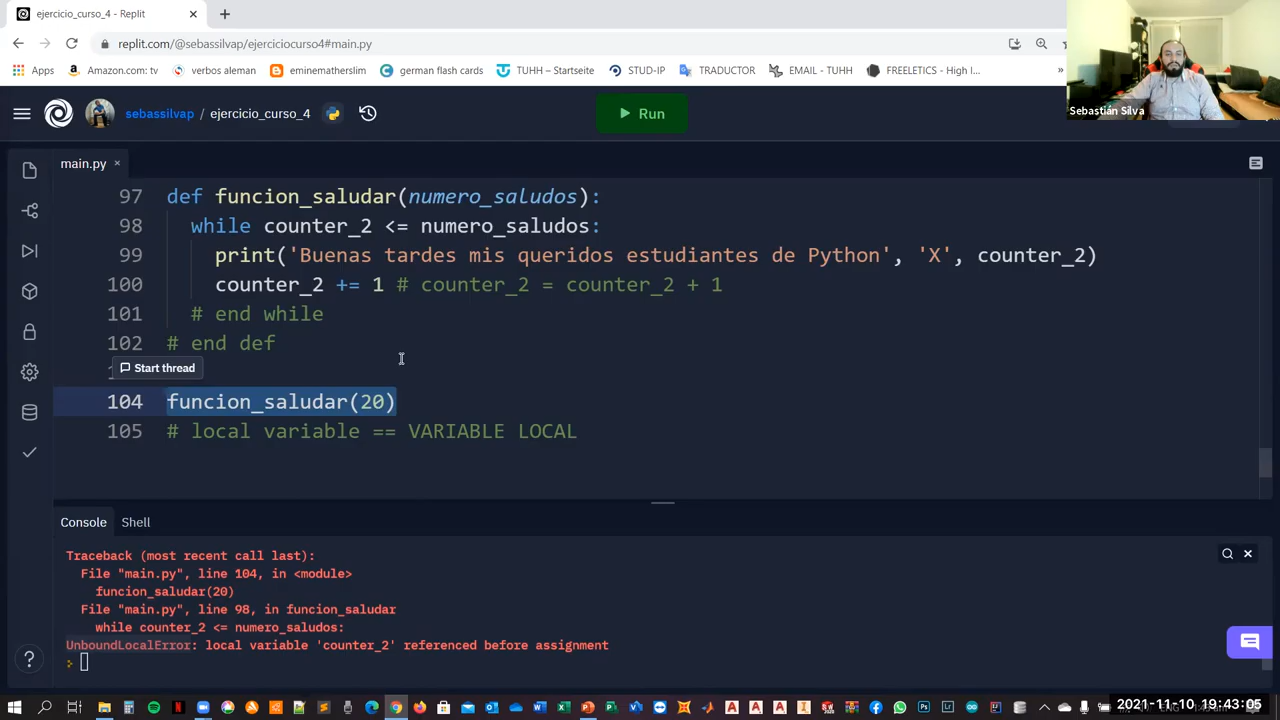 ejercicio_curso_4 - Replit
replit.com/@sebassilvap/ejerciciocurso4#main.py
Apps Amazon.com: tv verbos aleman eminemathslim german flash cards TUHH – Startseite STUD-IP TRADUCTOR EMAIL - TUHH FREELETICS - High I... »
Sebastián Silva
sebassilvap / ejercicio_curso_4
Run
main.py
97 def funcion_saludar(numero_saludos):
98 while counter_2 <= numero_saludos:
99 print('Buenas tardes mis queridos estudiantes de Python', 'X', counter_2)
100 counter_2 += 1 # counter_2 = counter_2 + 1
101 # end while
102 # end def
Start thread
104 funcion_saludar(20)
105 # local variable == VARIABLE LOCAL
Console Shell
Traceback (most recent call last):
File "main.py", line 104, in <module>
funcion_saludar(20)
File "main.py", line 98, in funcion_saludar
while counter_2 <= numero_saludos:
UnboundLocalError: local variable 'counter_2' referenced before assignment
2021-11-10 19:43:05